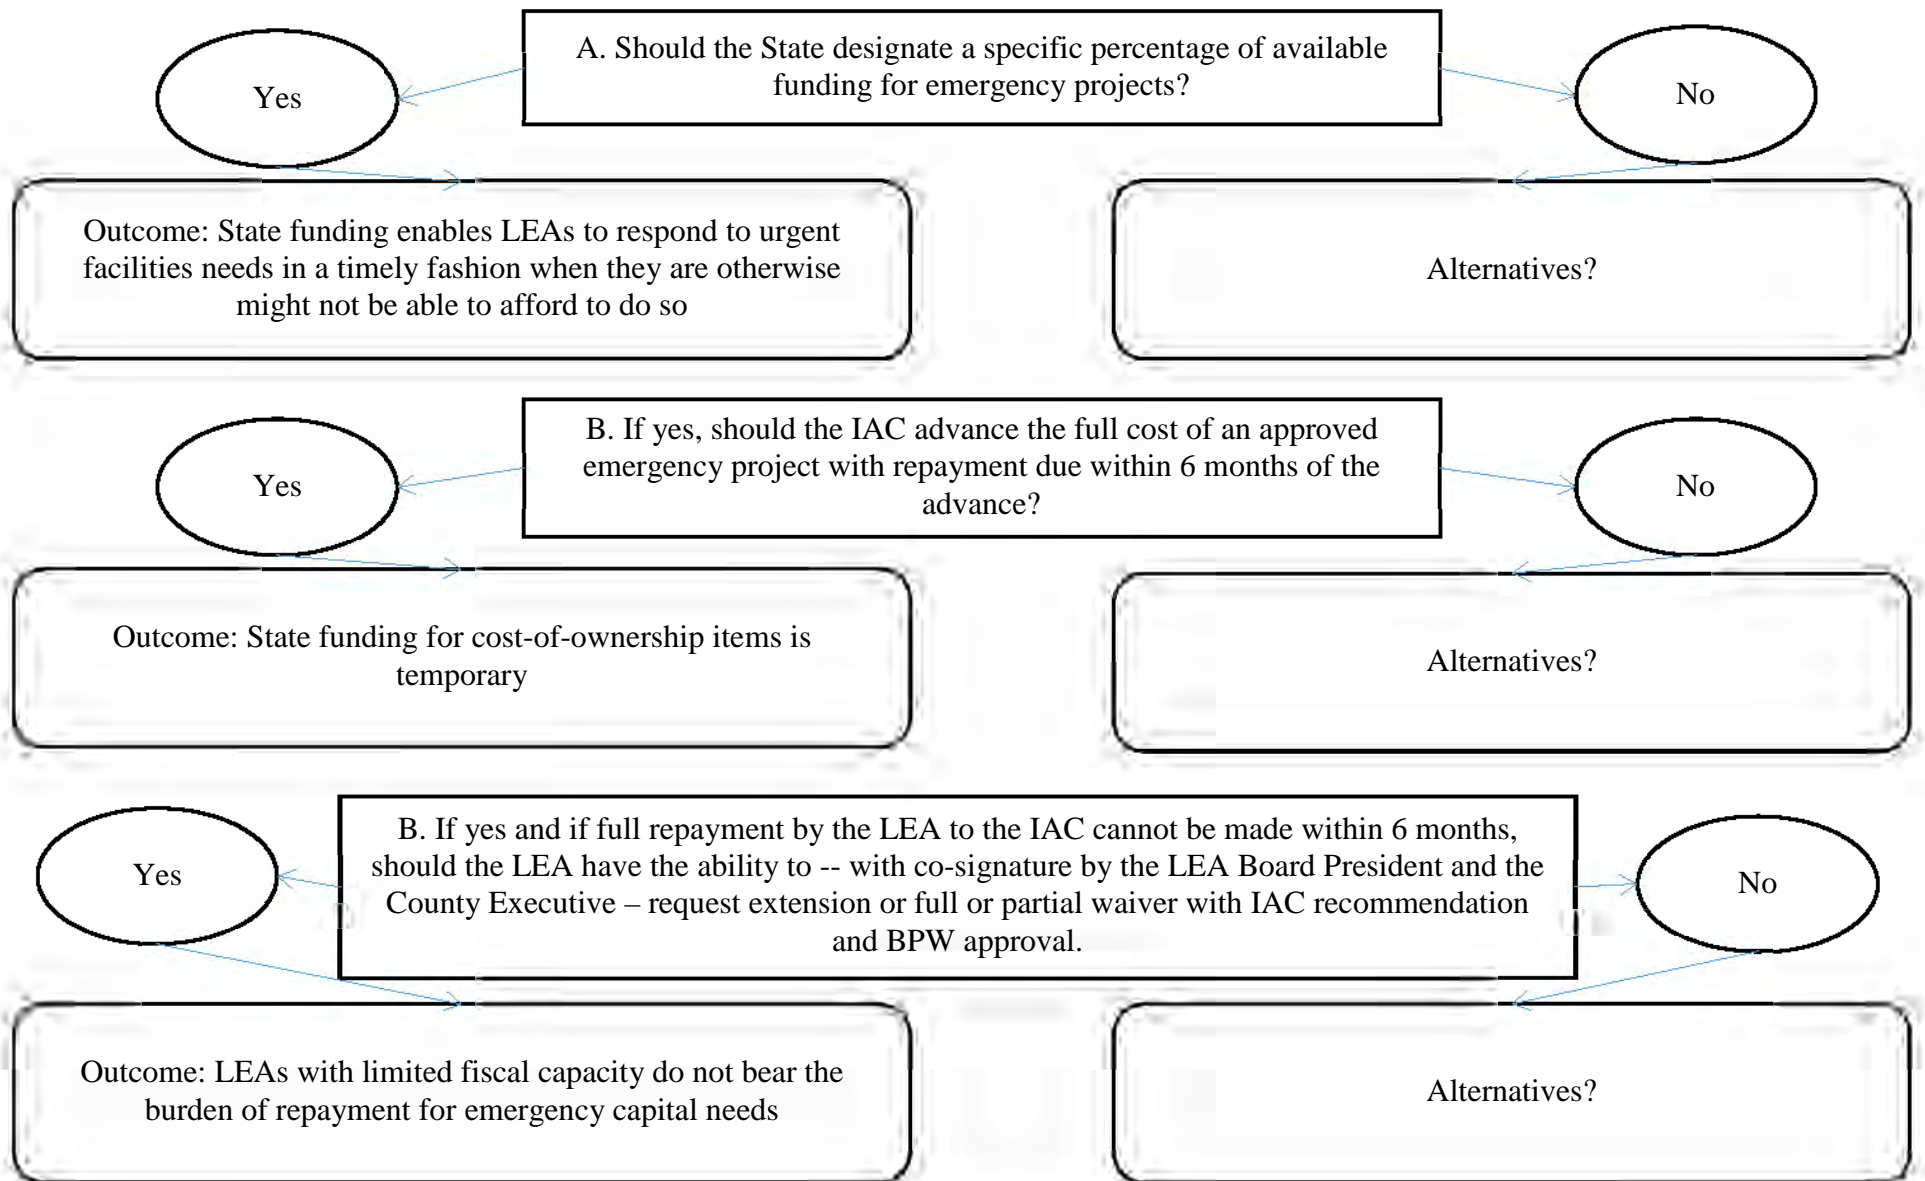 A. Should the State designate a specific percentage of available
funding for emergency projects?
Yes
No
Outcome: State funding enables LEAs to respond to urgent
facilities needs in a timely fashion when they are otherwise
might not be able to afford to do so
Alternatives?
B. If yes, should the IAC advance the full cost of an approved
emergency project with repayment due within 6 months of the
advance?
Yes
No
Outcome: State funding for cost-of-ownership items is
temporary
Alternatives?
B. If yes and if full repayment by the LEA to the IAC cannot be made within 6 months,
should the LEA have the ability to -- with co-signature by the LEA Board President and the
County Executive – request extension or full or partial waiver with IAC recommendation
and BPW approval.
Yes
No
Outcome: LEAs with limited fiscal capacity do not bear the
burden of repayment for emergency capital needs
Alternatives?